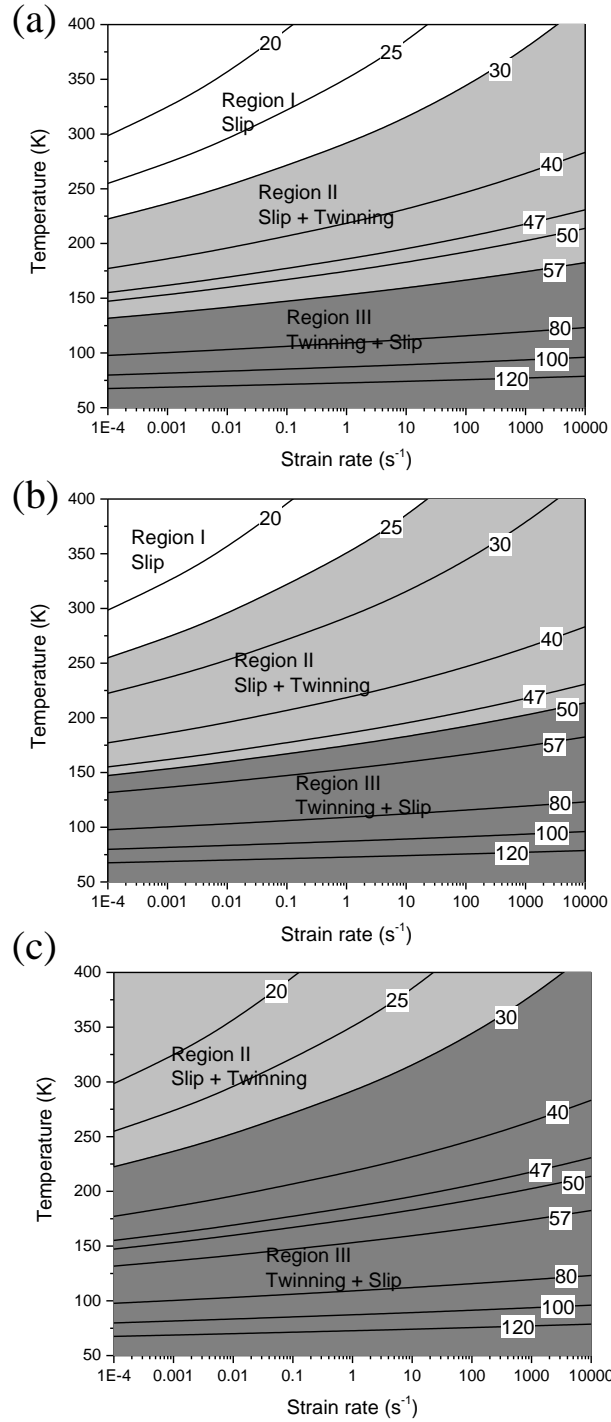 (a)
400
350
300
250
200
150
100
50
Temperature (K)
20
25
30
40
47
50
57
80
100
120
Region I
Slip
Region II
Slip + Twinning
Region III
Twinning + Slip
1E-4 0.001 0.01 0.1 1 10 100 1000 10000
Strain rate (s⁻¹)
(b)
400
350
300
250
200
150
100
50
Temperature (K)
20
25
30
40
47
50
57
80
100
120
Region I
Slip
Region II
Slip + Twinning
Region III
Twinning + Slip
1E-4 0.001 0.01 0.1 1 10 100 1000 10000
Strain rate (s⁻¹)
(c)
400
350
300
250
200
150
100
50
Temperature (K)
20
25
30
40
47
50
57
80
100
120
Region II
Slip + Twinning
Region III
Twinning + Slip
1E-4 0.001 0.01 0.1 1 10 100 1000 10000
Strain rate (s⁻¹)